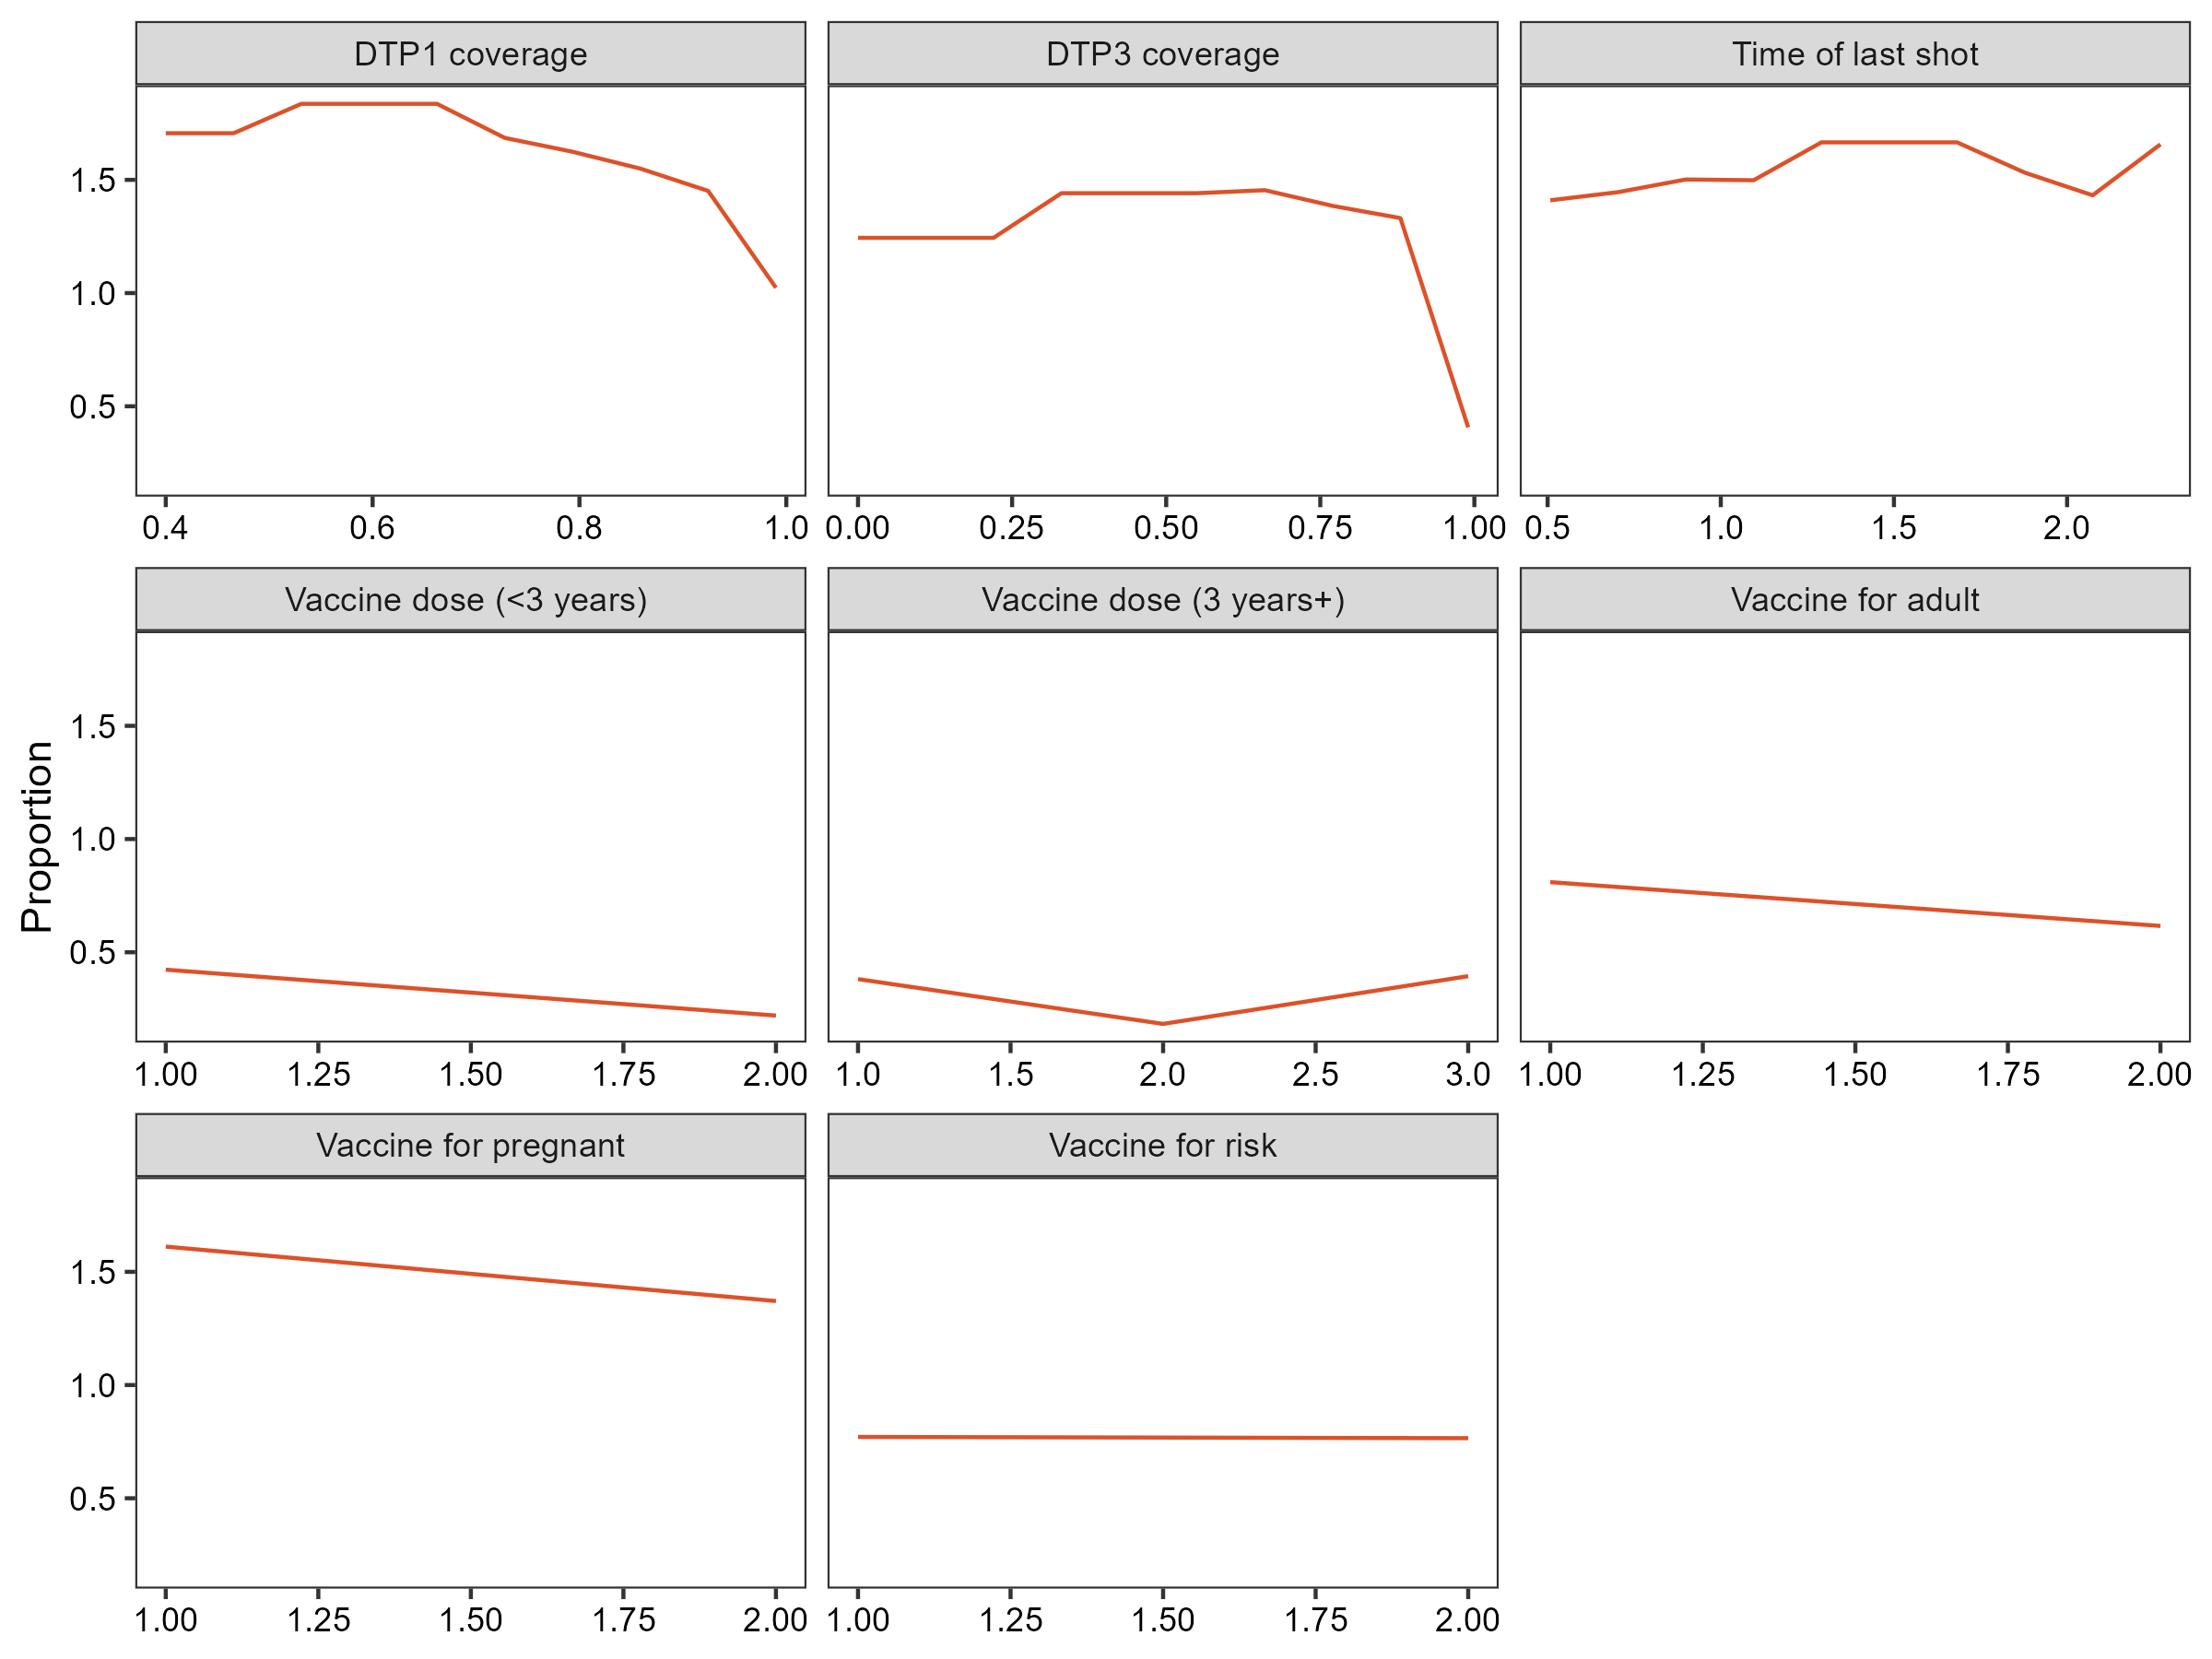 DTP1 coverage
DTP3 coverage
Time of last shot
1.5
1.0
0.5
0.4 0.6 0.8 1.0
0.00 0.25 0.50 0.75 1.00
0.5 1.0 1.5 2.0
Vaccine dose (<3 years)
Vaccine dose (3 years+)
Vaccine for adult
Proportion
1.5
1.0
0.5
1.00 1.25 1.50 1.75 2.00
1.0 1.5 2.0 2.5 3.0
1.00 1.25 1.50 1.75 2.00
Vaccine for pregnant
Vaccine for risk
1.5
1.0
0.5
1.00 1.25 1.50 1.75 2.00
1.00 1.25 1.50 1.75 2.00